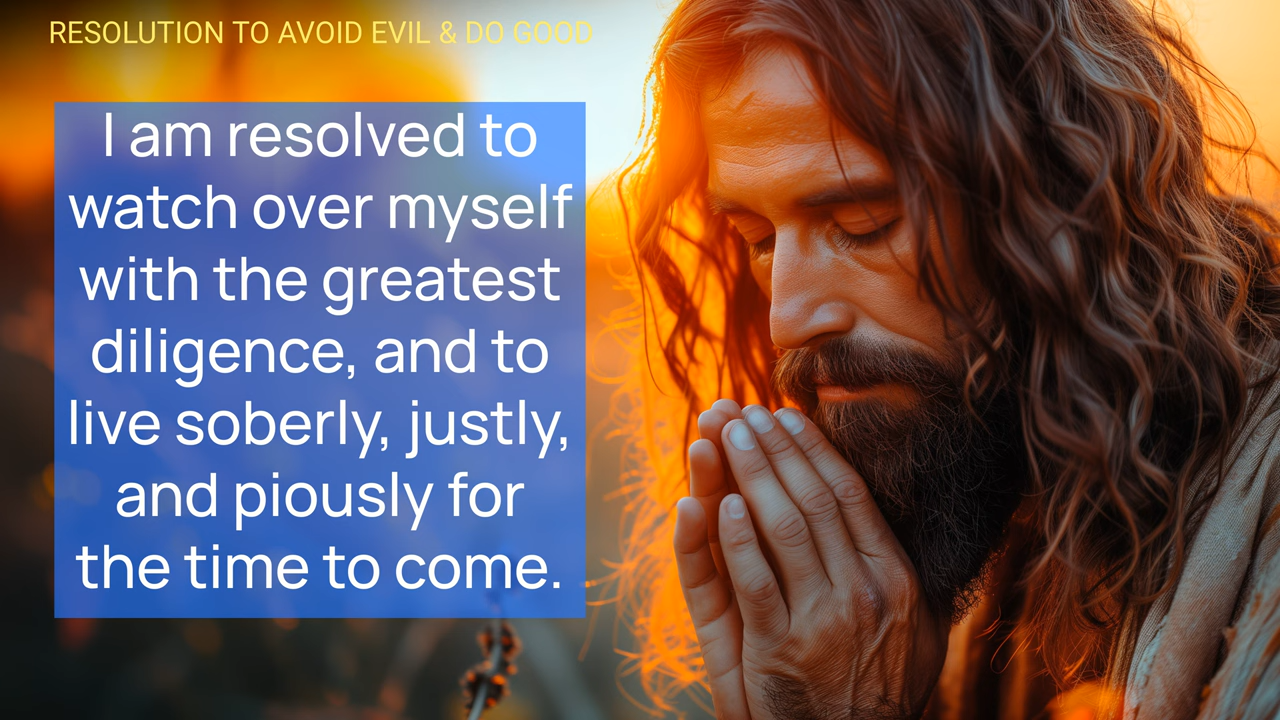 RESOLUTION TO AVOID EVIL & DO GOOD
I am resolved to
watch over myself
with the greatest
diligence, and to
live soberly, justly,
and piously for
the time to come.